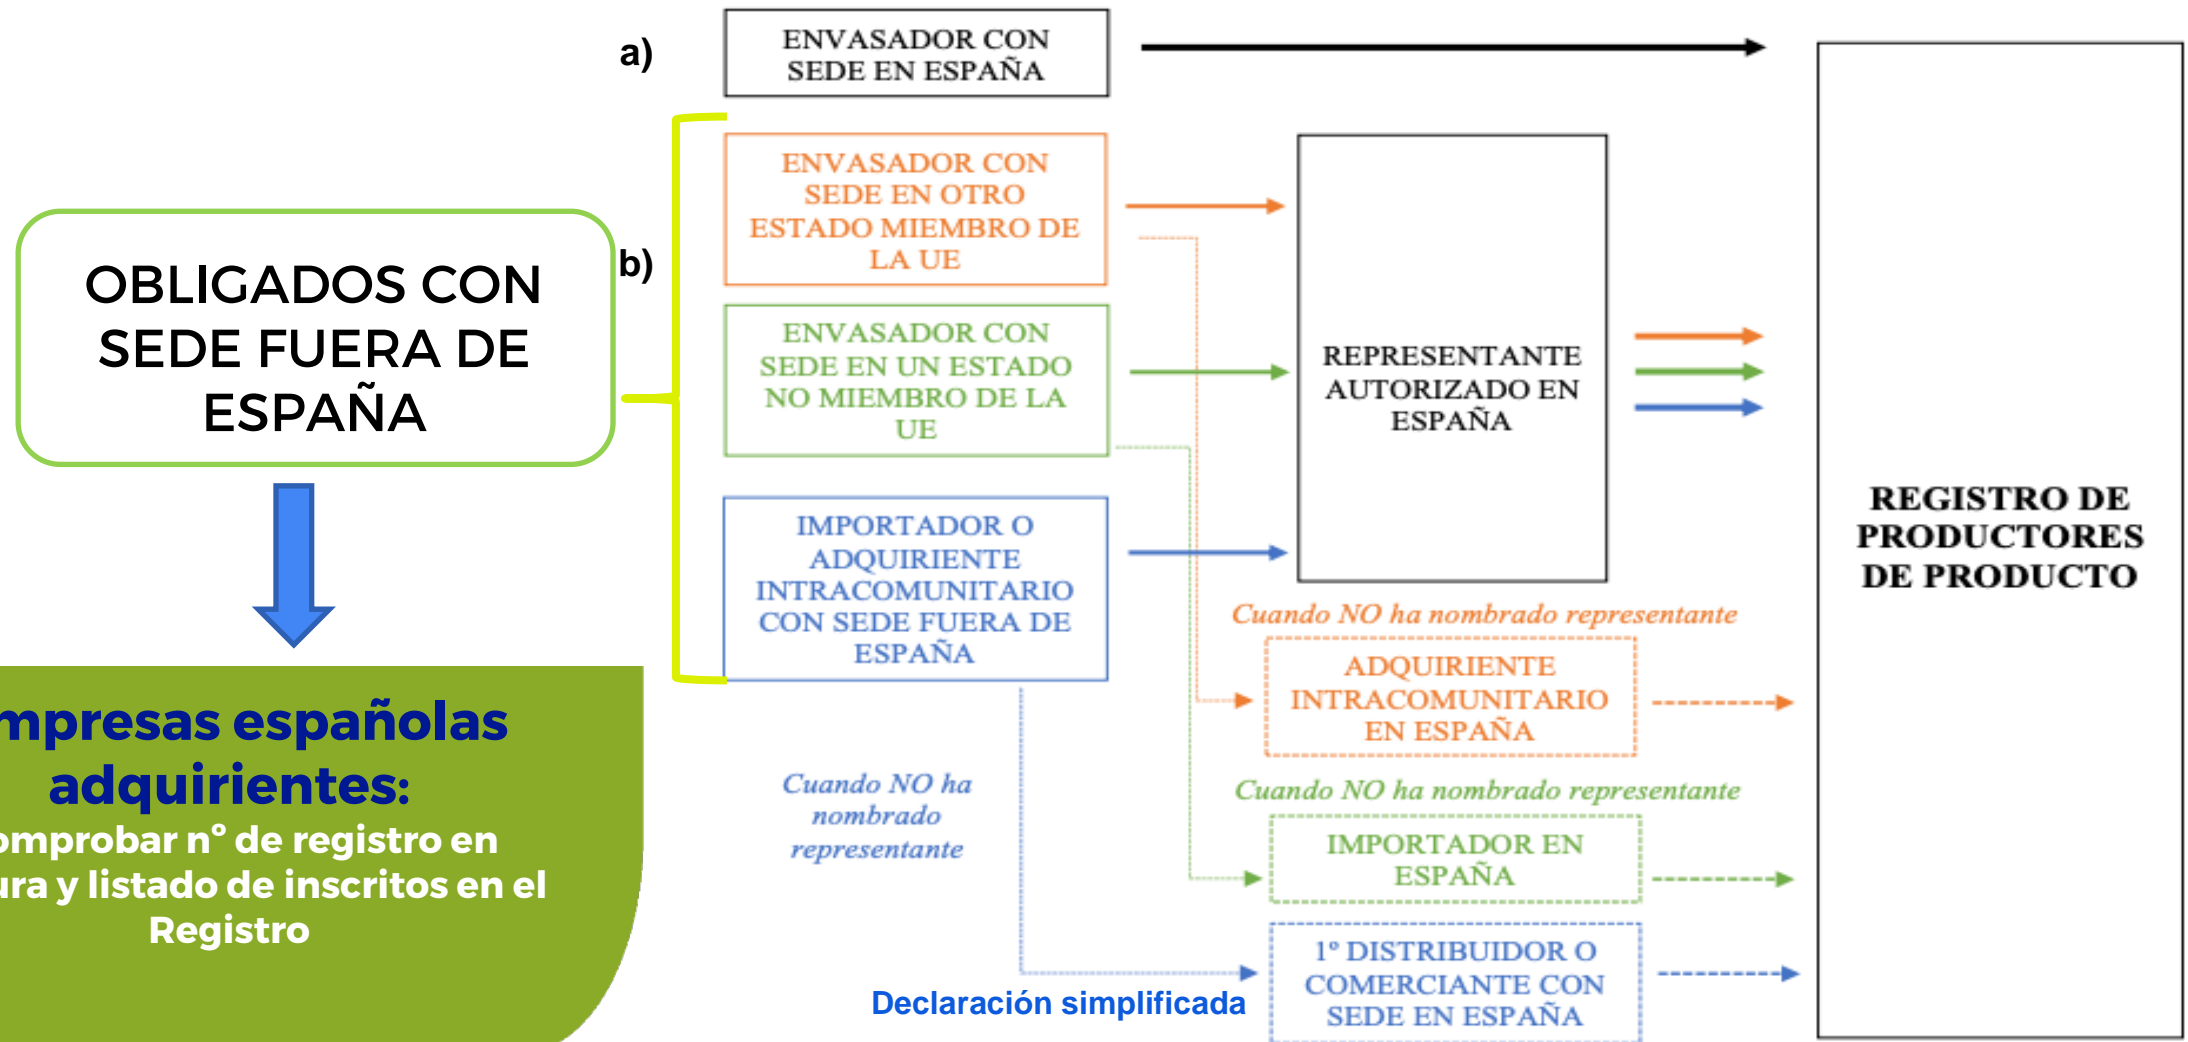 a)
ENVASADOR CON
SEDE EN ESPAÑA
ENVASADOR CON
SEDE EN OTRO
ESTADO MIEMBRO DE
LA UE
b)
OBLIGADOS CON
SEDE FUERA DE
ESPAÑA
ENVASADOR CON
SEDE EN UN ESTADO
NO MIEMBRO DE LA
UE
IMPORTADOR O
ADQUIRIENTE
INTRACOMUNITARIO
CON SEDE FUERA DE
ESPAÑA
REPRESENTANTE
AUTORIZADO EN
ESPAÑA
REGISTRO DE
PRODUCTORES
DE PRODUCTO
Cuando NO ha nombrado representante
ADQUIRIENTE
INTRACOMUNITARIO
EN ESPAÑA
Cuando NO ha
nombrado
representante
Cuando NO ha nombrado representante
IMPORTADOR EN
ESPAÑA
1º DISTRIBUIDOR O
COMERCIANTE CON
SEDE EN ESPAÑA
Declaración simplificada
mpresas españolas
adquirientes:
omprobar nº de registro en
ura y listado de inscritos en el
Registro